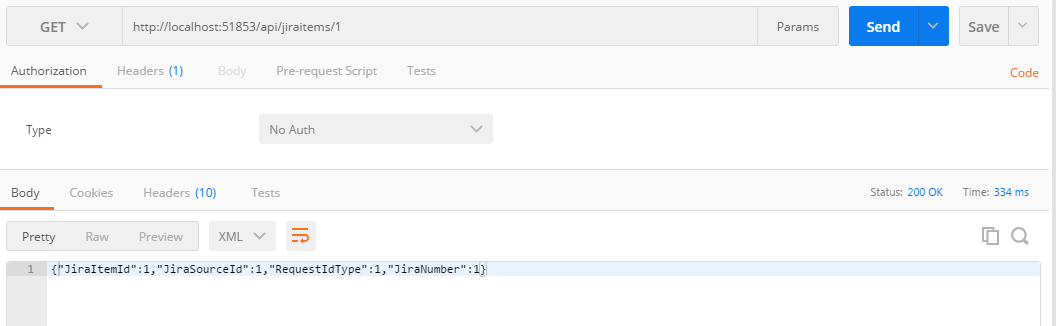 GET http://localhost:51853/api/jiraitems/1 Params Send Save
Authorization Headers (1) Body Pre-request Script Tests Code
Type No Auth
Body Cookies Headers (10) Tests Status: 200 OK Time: 334 ms
Pretty Raw Preview XML
1 {"JiraItemId":1,"JiraSourceId":1,"RequestIdType":1,"JiraNumber":1}